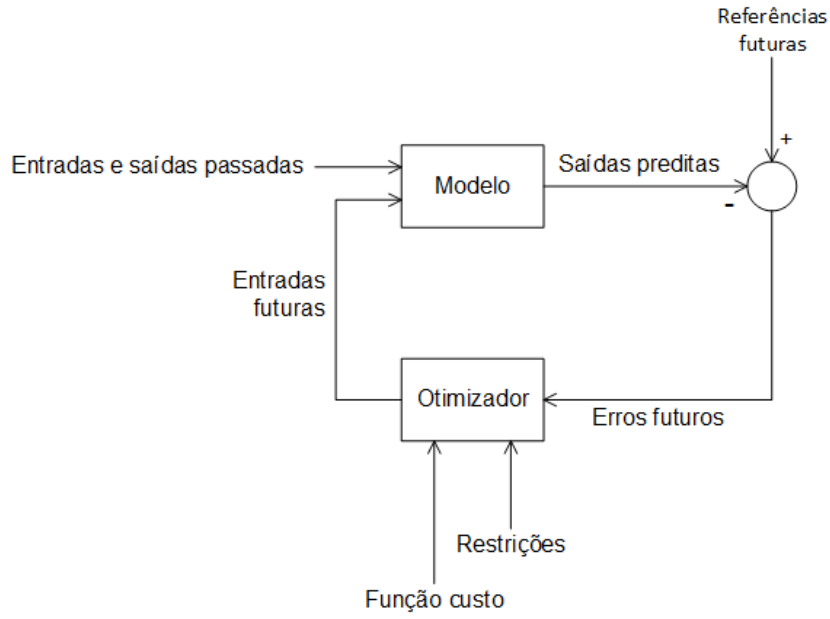 Referências
futuras
+
Entradas e saídas passadas
Modelo
Saídas preditas
-
Entradas
futuras
Otimizador
Erros futuros
Restrições
Função custo